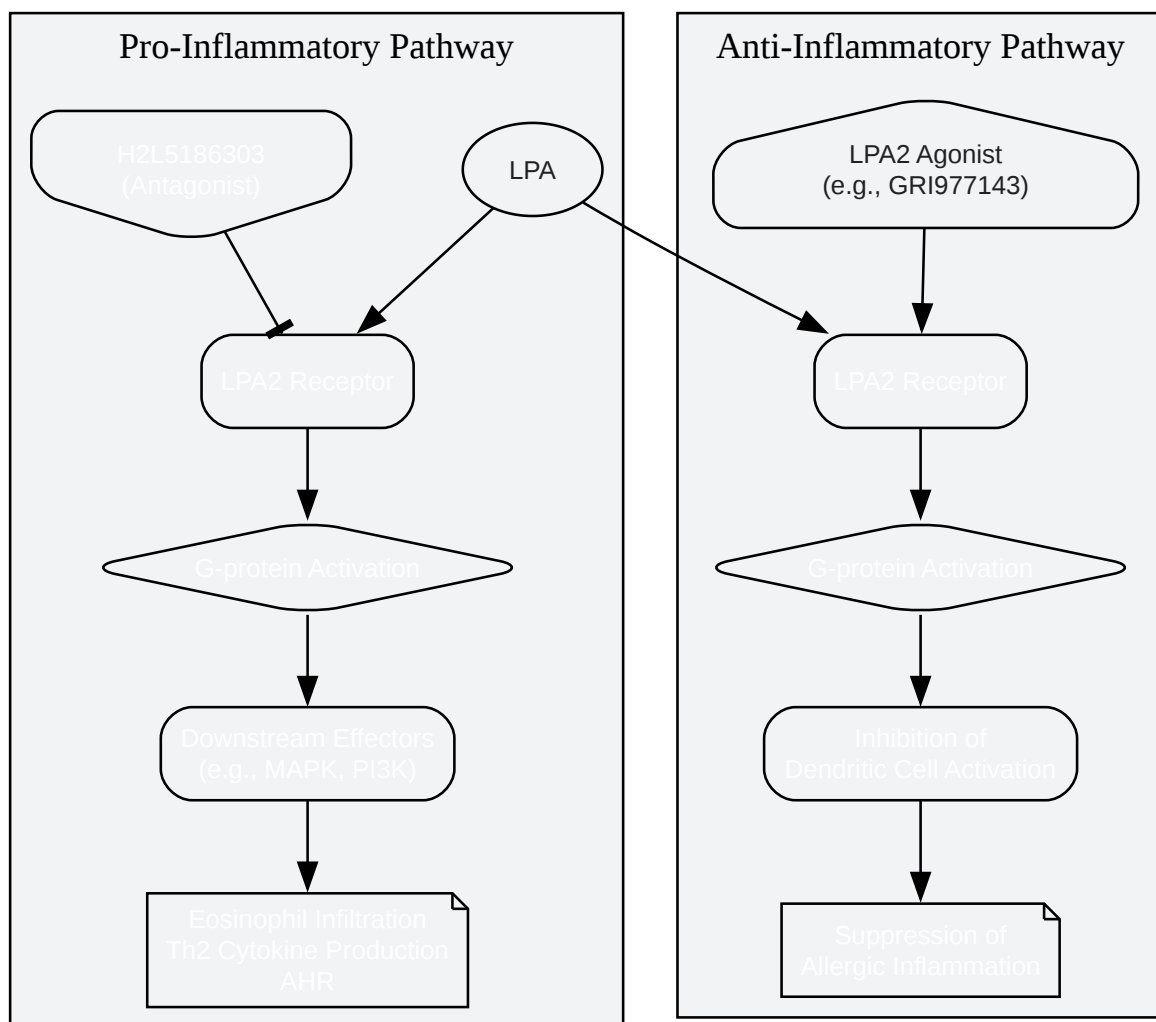 Pro-Inflammatory Pathway
H2L5186303
(Antagonist)
LPA
LPA2 Receptor
G-protein Activation
Downstream Effectors
(e.g., MAPK, PI3K)
Eosinophil Infiltration
Th2 Cytokine Production
AHR
Anti-Inflammatory Pathway
LPA2 Agonist
(e.g., GRI977143)
LPA2 Receptor
G-protein Activation
Inhibition of
Dendritic Cell Activation
Suppression of
Allergic Inflammation